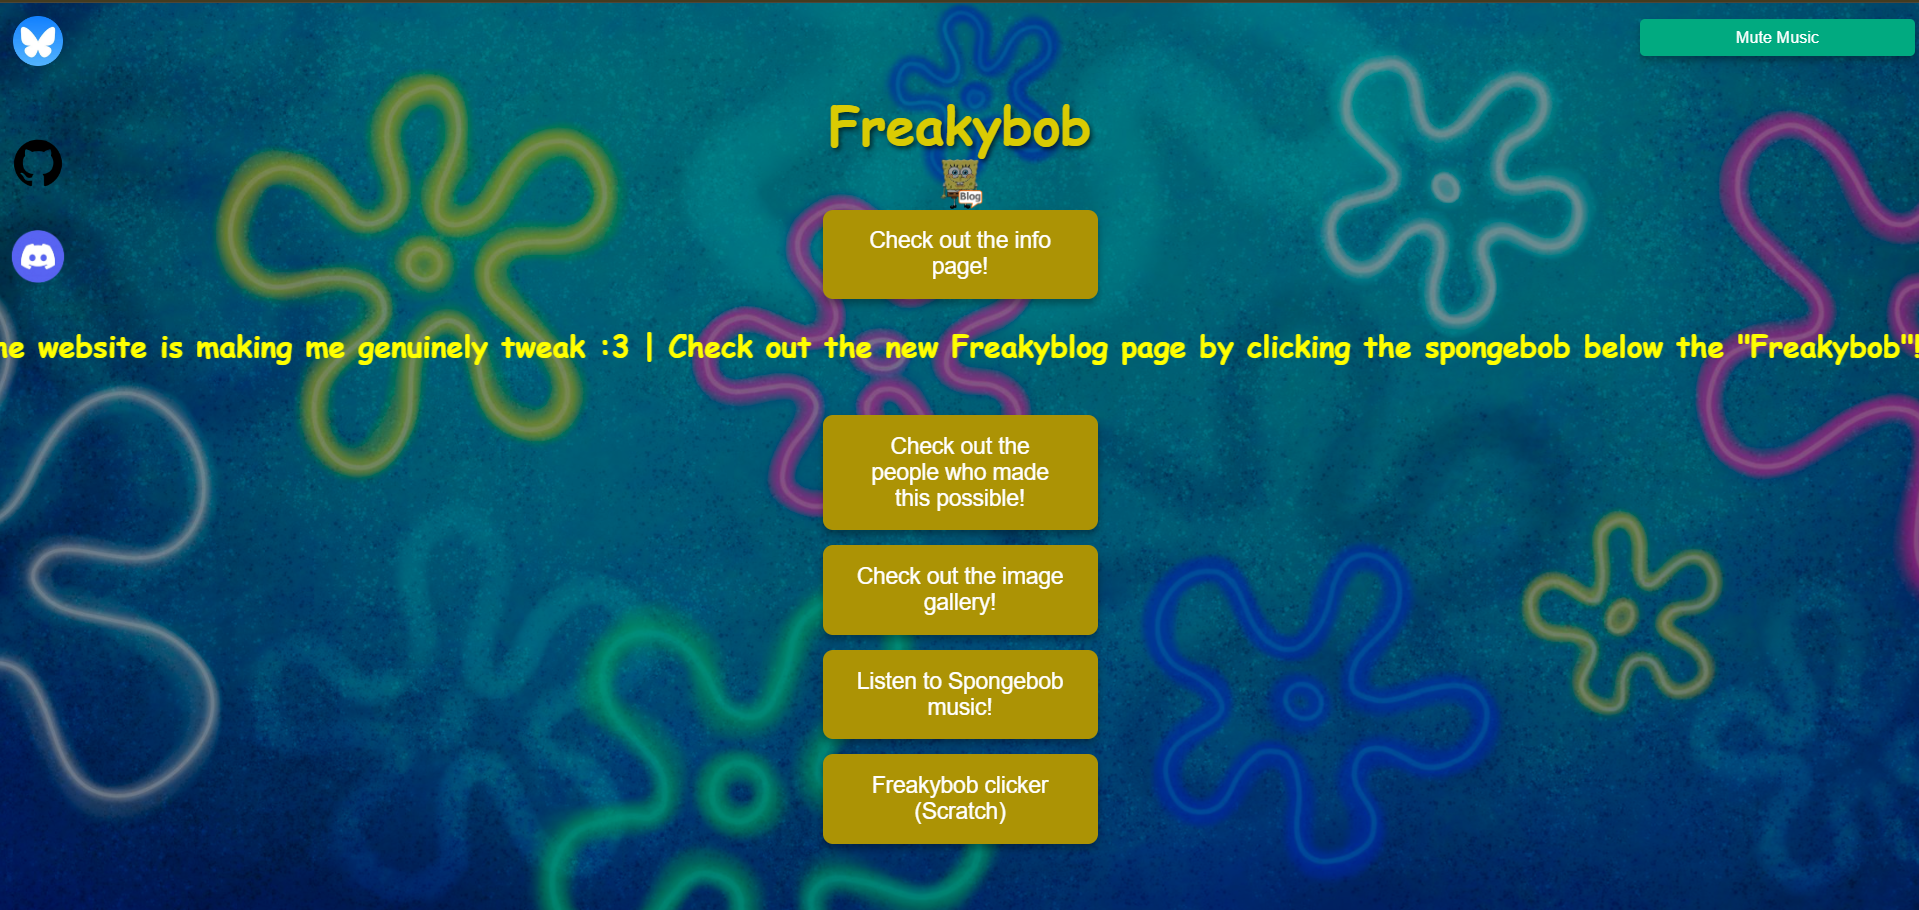 Mute Music
Freakybob
Blog
Check out the info
page!
he website is making me genuinely tweak :3 | Check out the new Freakyblog page by clicking the spongebob below the "Freakybob"!
Check out the
people who made
this possible!
Check out the image
gallery!
Listen to Spongebob
music!
Freakybob clicker
(Scratch)